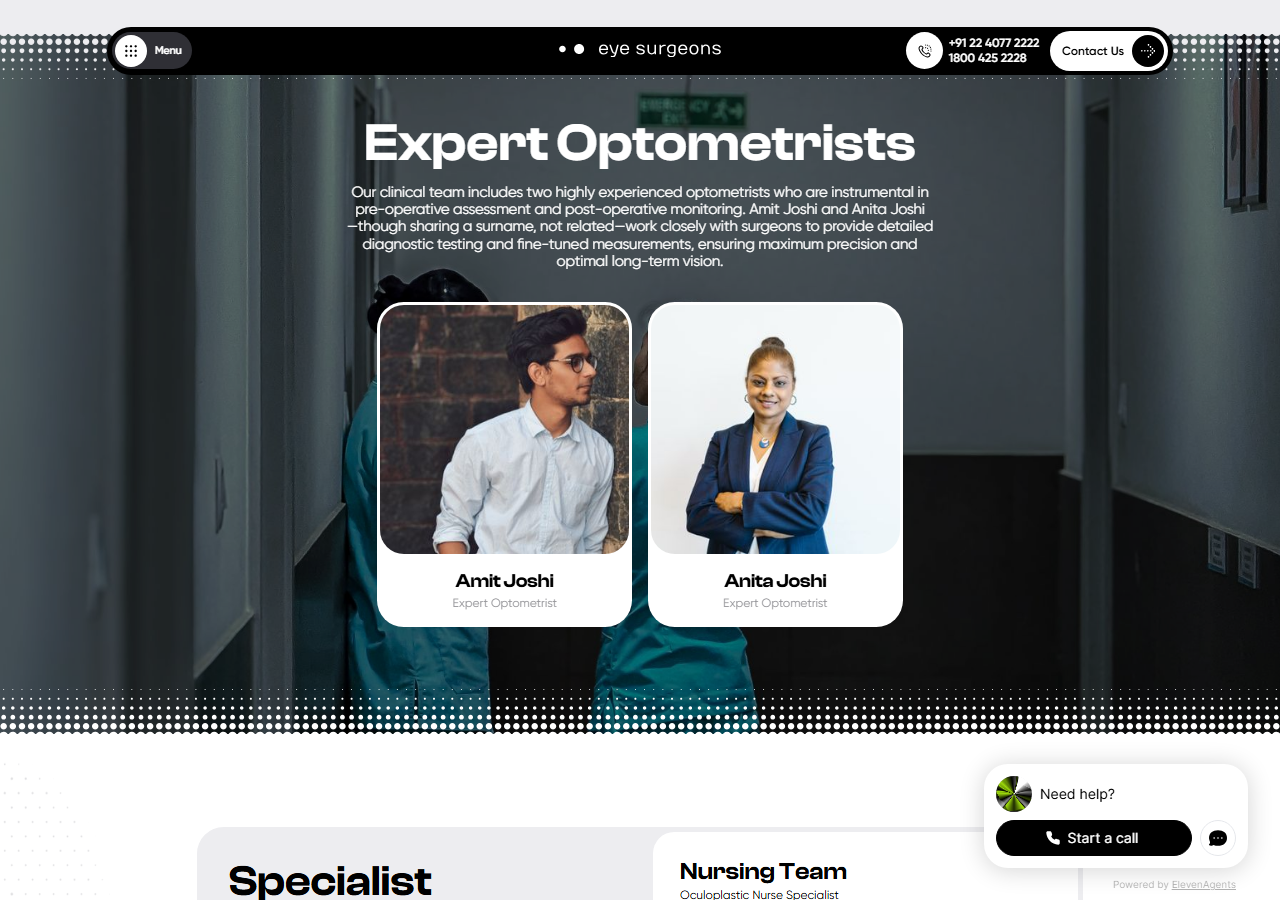 Menu
eye surgeons
+91 22 4077 2222
1800 425 2228
Contact Us
EMERGENCY
Expert Optometrists
Our clinical team includes two highly experienced optometrists who are instrumental in
pre-operative assessment and post-operative monitoring. Amit Joshi and Anita Joshi
—though sharing a surname, not related—work closely with surgeons to provide detailed
diagnostic testing and fine-tuned measurements, ensuring maximum precision and
optimal long-term vision.
Amit Joshi
Expert Optometrist
Anita Joshi
Expert Optometrist
Need help?
Start a call
Powered by ElevenAgents
Specialist
Nursing Team
Oculoplastic Nurse Specialist